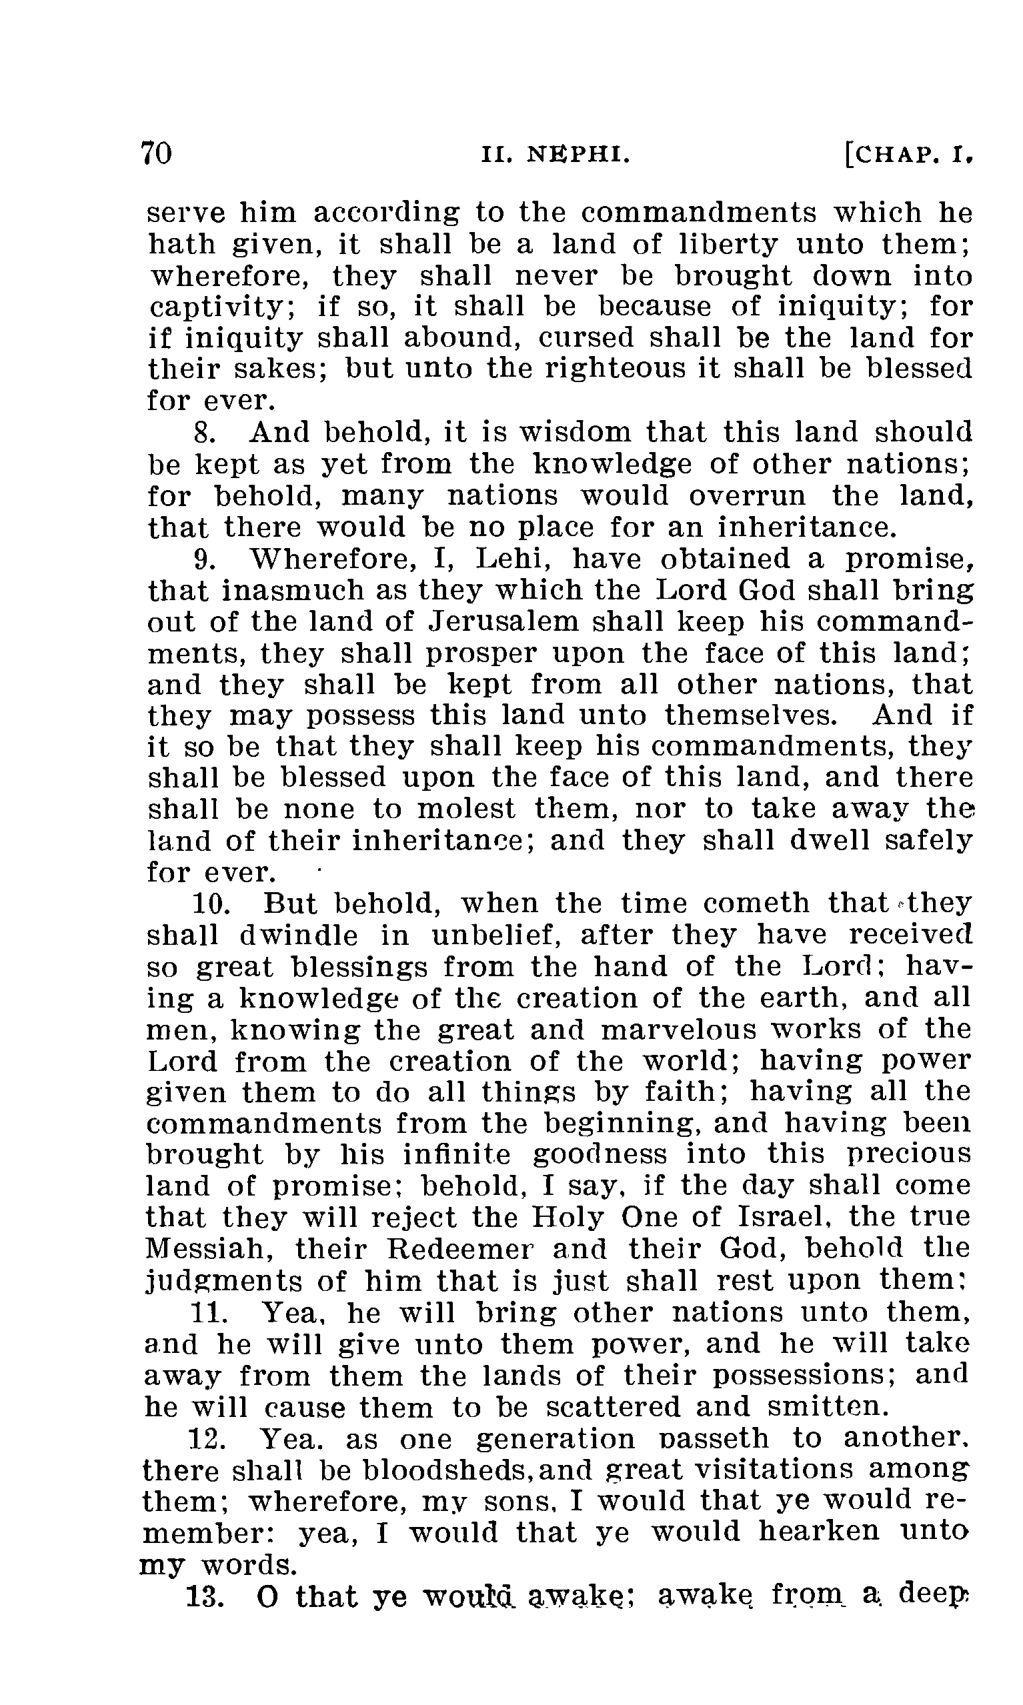 70 II. NEPHI. [CHAP. I.
serve him according to the commandments which he
hath given, it shall be a land of liberty unto them;
wherefore, they shall never be brought down into
captivity; if so, it shall be because of iniquity; for
if iniquity shall abound, cursed shall be the land for
their sakes; but unto the righteous it shall be blessed
for ever.
8. And behold, it is wisdom that this land should
be kept as yet from the knowledge of other nations;
for behold, many nations would overrun the land,
that there would be no place for an inheritance.
9. Wherefore, I, Lehi, have obtained a promise,
that inasmuch as they which the Lord God shall bring
out of the land of Jerusalem shall keep his command-
ments, they shall prosper upon the face of this land;
and they shall be kept from all other nations, that
they may possess this land unto themselves. And if
it so be that they shall keep his commandments, they
shall be blessed upon the face of this land, and there
shall be none to molest them, nor to take away the
land of their inheritance; and they shall dwell safely
for ever.
10. But behold, when the time cometh that they
shall dwindle in unbelief, after they have received
so great blessings from the hand of the Lord; hav-
ing a knowledge of the creation of the earth, and all
men, knowing the great and marvelous works of the
Lord from the creation of the world; having power
given them to do all things by faith; having all the
commandments from the beginning, and having been
brought by his infinite goodness into this precious
land of promise; behold, I say, if the day shall come
that they will reject the Holy One of Israel, the true
Messiah, their Redeemer and their God, behold the
judgments of him that is just shall rest upon them;
11. Yea, he will bring other nations unto them,
and he will give unto them power, and he will take
away from them the lands of their possessions; and
he will cause them to be scattered and smitten.
12. Yea, as one generation passeth to another,
there shall be bloodsheds, and great visitations among
them; wherefore, my sons, I would that ye would re-
member: yea, I would that ye would hearken unto
my words.
13. O that ye would awake; awake from a deep